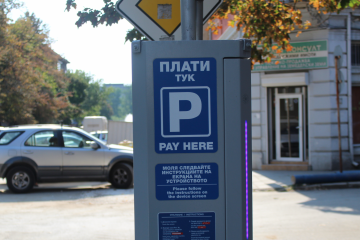 КОНСУЛТ
ПЛАТИ
ТУК
P
PAY HERE
МОЛЯ СЛЕДВАЙТЕ
ИНСТРУКЦИИТЕ НА
ЕКРАНА НА
УСТРОЙСТВОТО
Please follow
the instructions on
the device screen